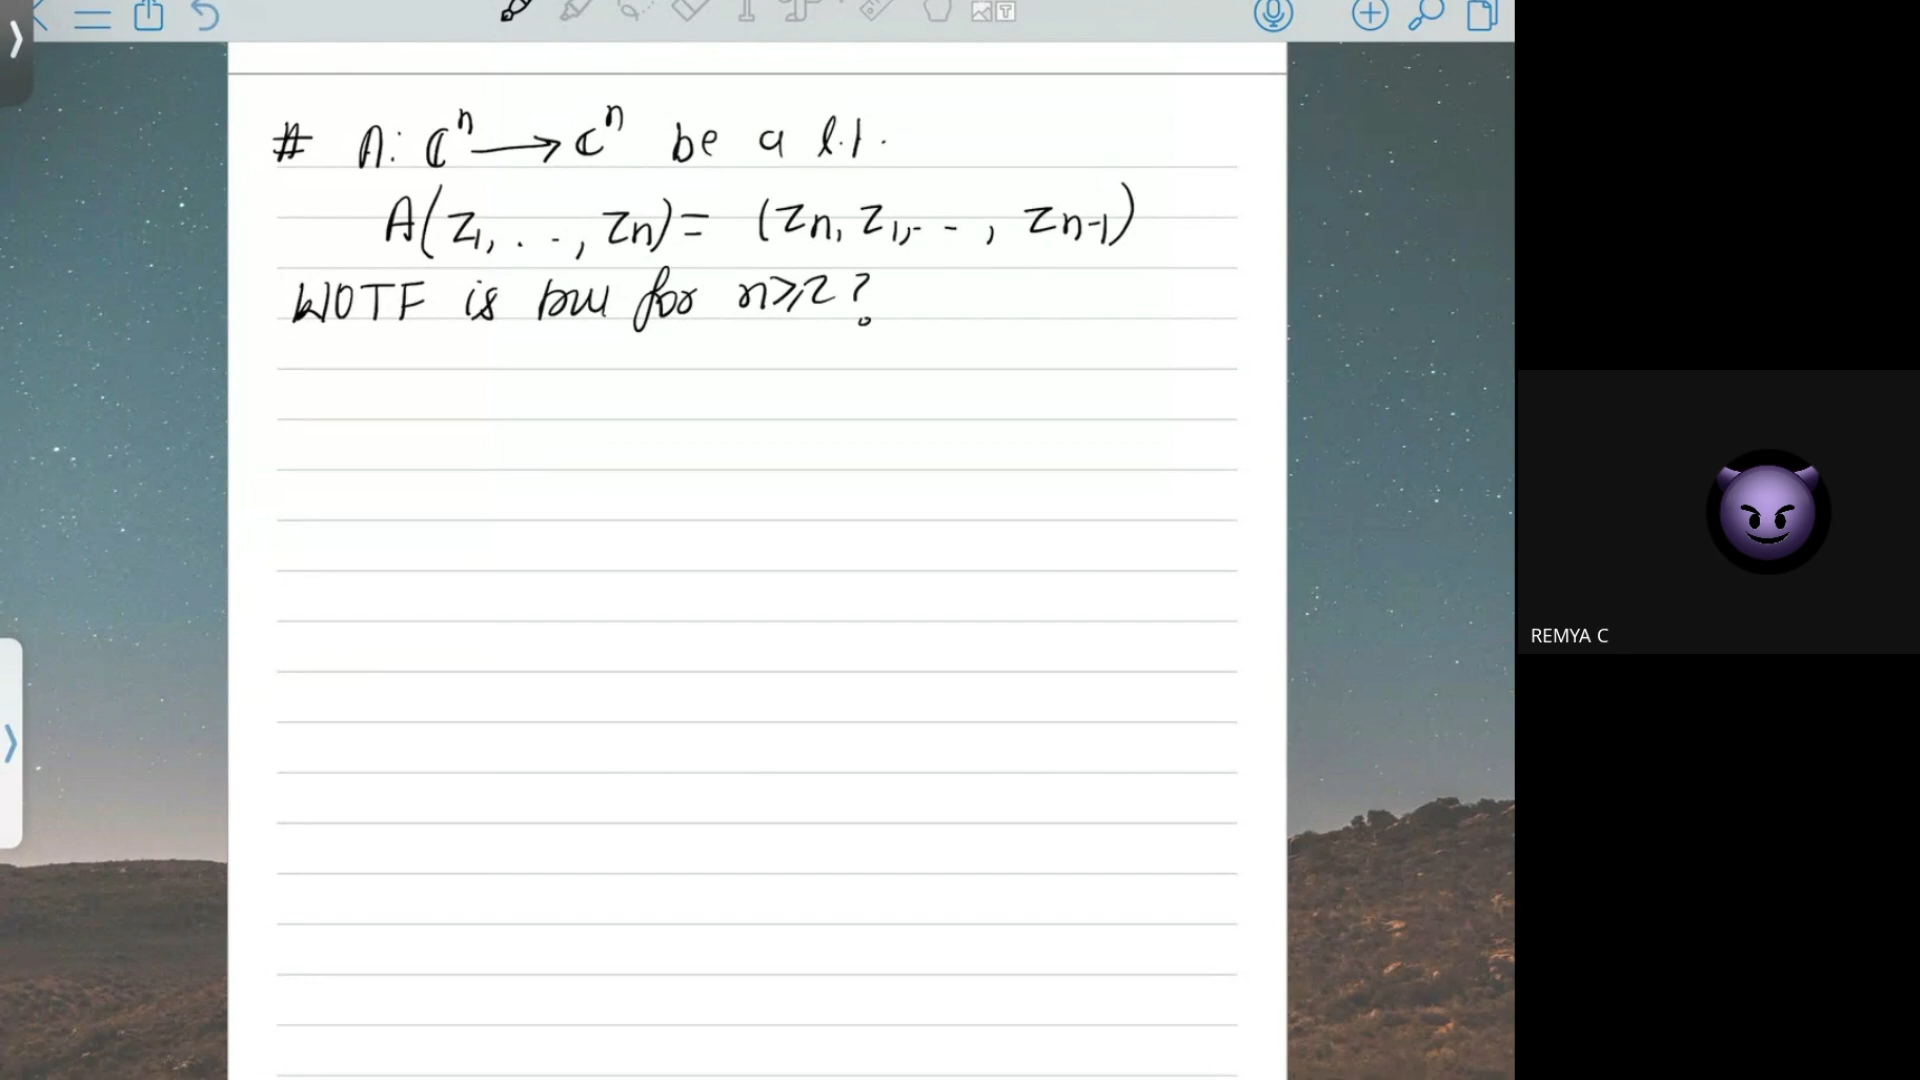 # A: ℂⁿ ⟶ ℂⁿ be a l.t.
A(z₁, . . , zn) = (zn, z₁, - - , zn-1)
WOTF is true for n⩾2?
REMYA C